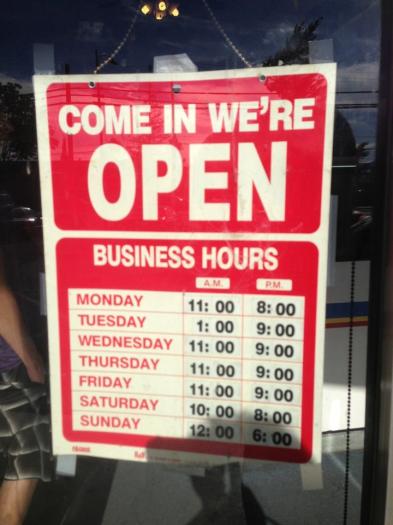 COME IN WE'RE
OPEN
BUSINESS HOURS
A.M. P.M.
MONDAY 11: 00 8: 00
TUESDAY 1: 00 9: 00
WEDNESDAY 11: 00 9: 00
THURSDAY 11: 00 9: 00
FRIDAY 11: 00 9: 00
SATURDAY 10: 00 8: 00
SUNDAY 12: 00 6: 00